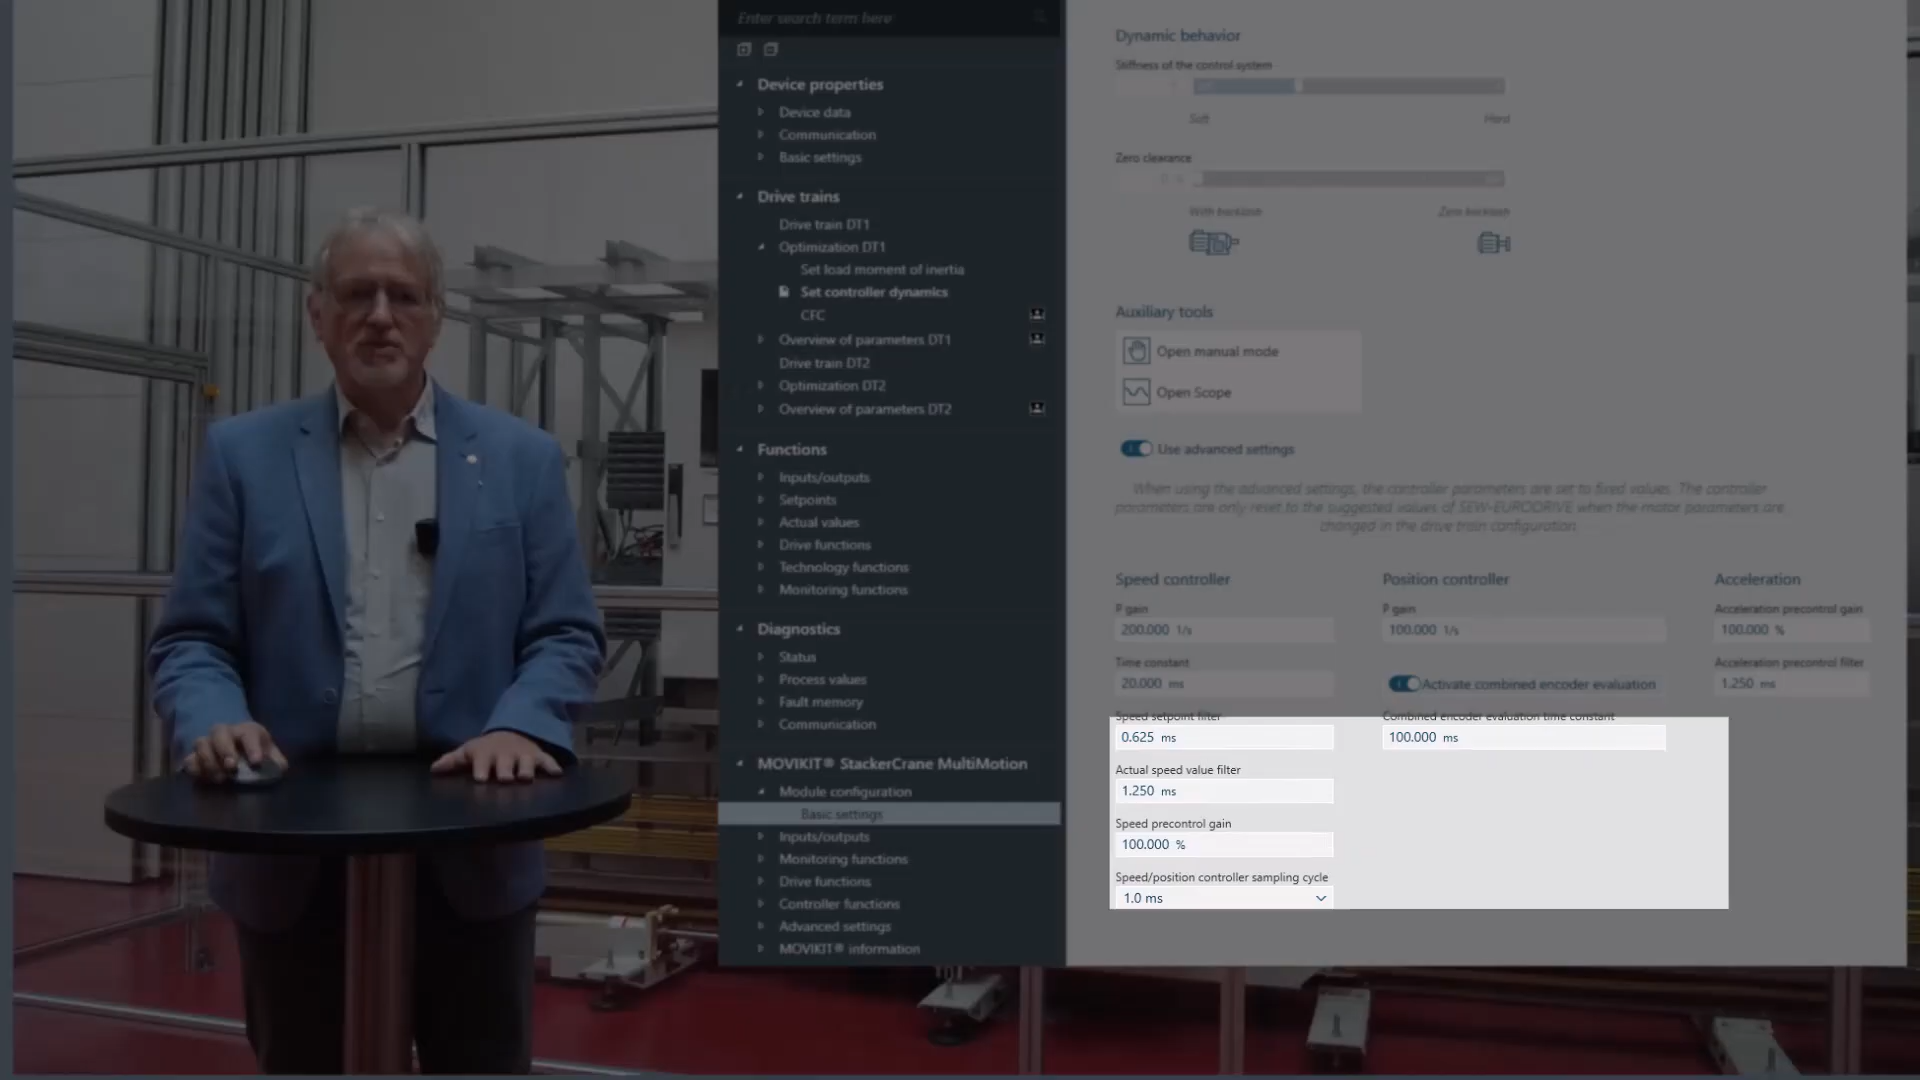 Enter search term here
Device properties
Device data
Communication
Basic settings
Drive trains
Drive train DT1
Optimization DT1
Set load moment of inertia
Set controller dynamics
CFC
Overview of parameters DT1
Drive train DT2
Optimization DT2
Overview of parameters DT2
Functions
Inputs/outputs
Setpoints
Actual values
Drive functions
Technology functions
Monitoring functions
Diagnostics
Status
Process values
Fault memory
Communication
MOVIKIT® StackerCrane MultiMotion
Module configuration
Basic settings
Inputs/outputs
Monitoring functions
Drive functions
Controller functions
Advanced settings
MOVIKIT® information
Dynamic behavior
Stiffness of the control system
Soft Hard
Zero clearance
With backlash Zero backlash
Auxiliary tools
Open manual mode
Open Scope
Use advanced settings
When using the advanced settings, the controller parameters are set to fixed values. The controller
parameters are only reset to the suggested values of SEW-EURODRIVE when the motor parameters are
changed in the drive train configuration.
Speed controller Position controller Acceleration
P gain P gain Acceleration precontrol gain
200.000 1/s 100.000 1/s 100.000 %
Time constant Acceleration precontrol filter
20.000 ms Activate combined encoder evaluation 1.250 ms
Speed setpoint filter Combined encoder evaluation time constant
0.625 ms 100.000 ms
Actual speed value filter
1.250 ms
Speed precontrol gain
100.000 %
Speed/position controller sampling cycle
1.0 ms